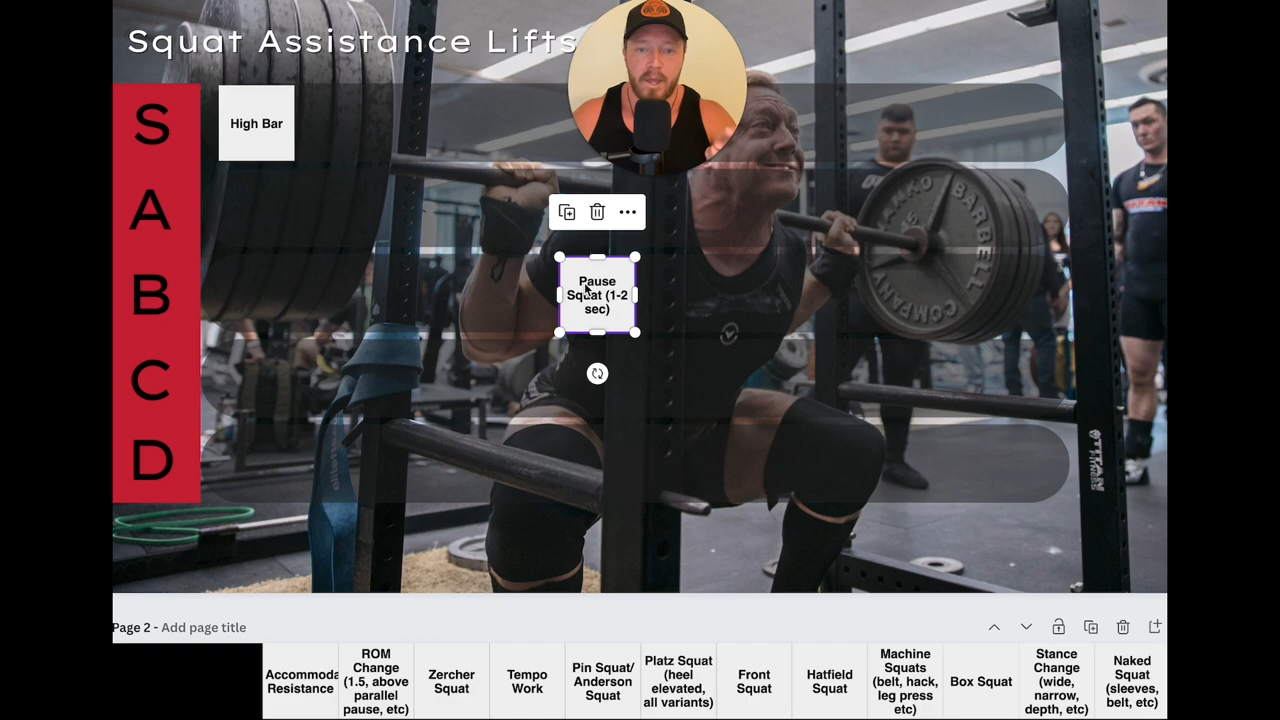 Squat Assistance Lifts
S
High Bar
A
B
Pause
Squat (1-2
sec)
C
D
BARBELL
COMPANY
Page 2 - Add page title
Accommoda
Resistance
ROM
Change
(1.5, above
parallel
pause, etc)
Zercher
Squat
Tempo
Work
Pin Squat/
Anderson
Squat
Platz Squat
(heel
elevated,
all variants)
Front
Squat
Hatfield
Squat
Machine
Squats
(belt, hack,
leg press
etc)
Box Squat
Stance
Change
(wide,
narrow,
depth, etc)
Naked
Squat
(sleeves,
belt, etc)